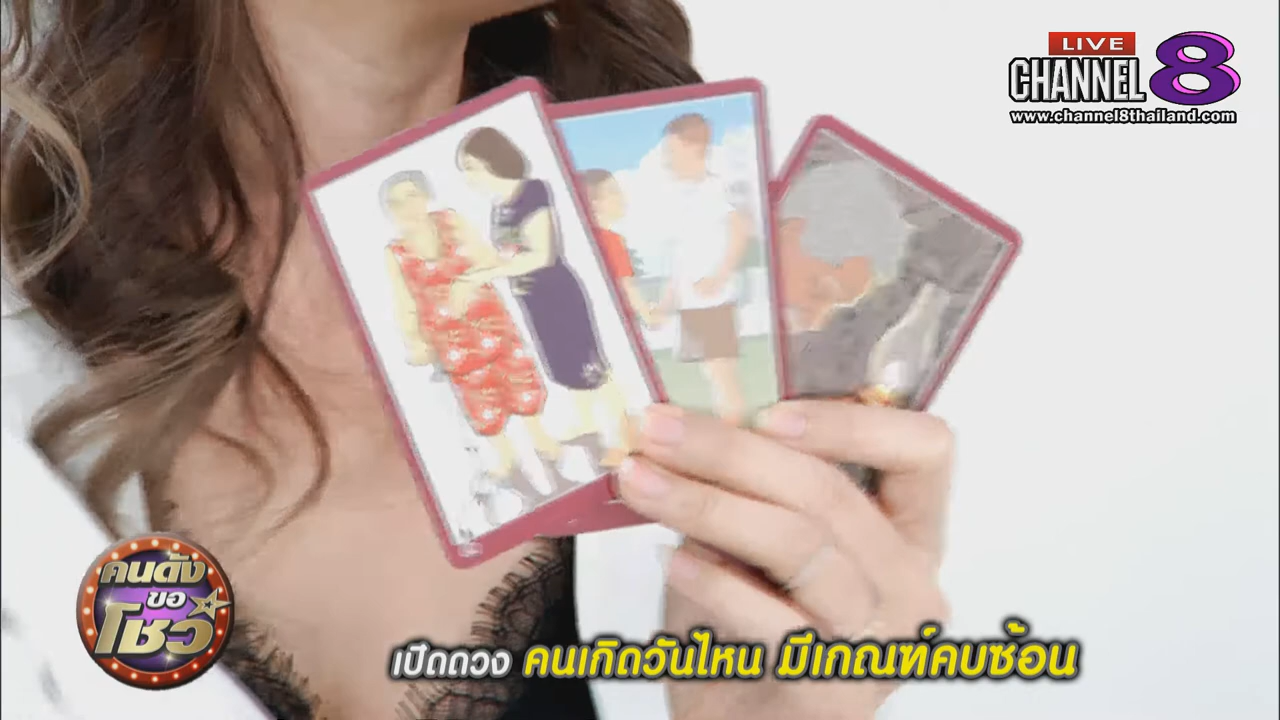 LIVE
CHANNEL 8
www.channel8thailand.com
คนดัง
ขอ
โชว์
เปิดดวง คนเกิดวันไหน มีเกณฑ์คบซ้อน